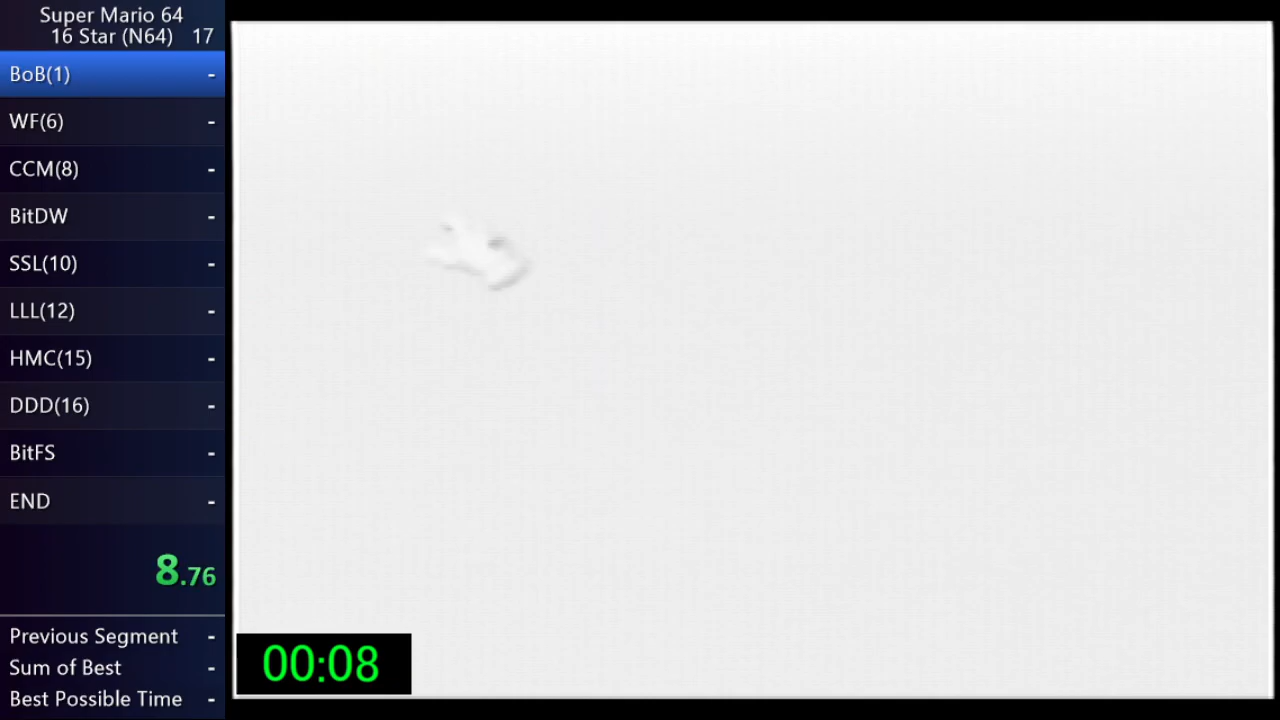 Super Mario 64
16 Star (N64) 17
BoB(1) -
WF(6) -
CCM(8) -
BitDW -
SSL(10) -
LLL(12) -
HMC(15) -
DDD(16) -
BitFS -
END -
8.76
Previous Segment -
Sum of Best -
Best Possible Time -
00:08